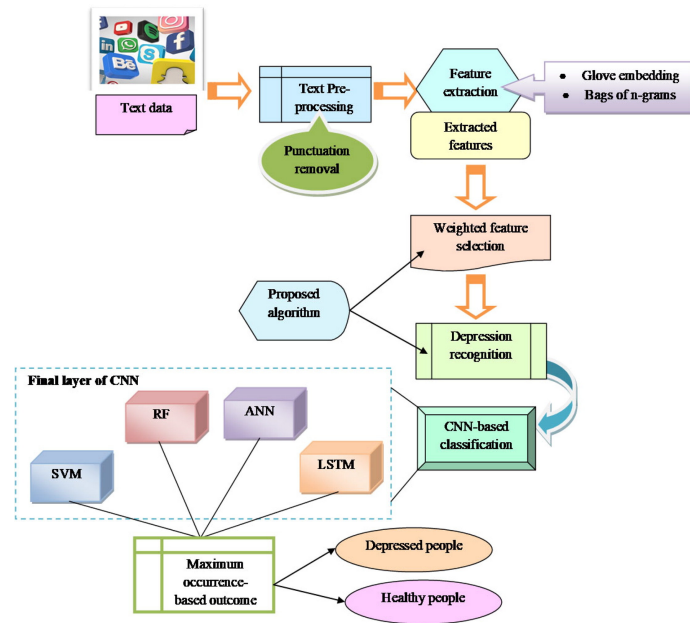 Text data
Text Pre-
processing
Punctuation
removal
Feature
extraction
Extracted
features
• Glove embedding
• Bags of n-grams
Weighted feature
selection
Proposed
algorithm
Depression
recognition
CNN-based
classification
Final layer of CNN
SVM
RF
ANN
LSTM
Maximum
occurrence-
based outcome
Depressed people
Healthy people